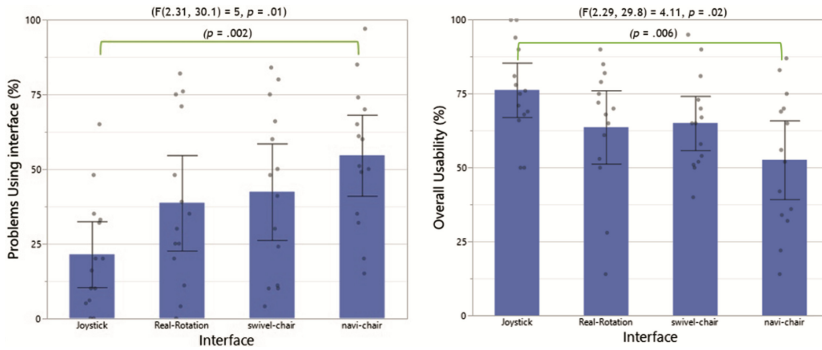 (F(2.31, 30.1) = 5, p = .01)
(p = .002)
Problems Using interface (%)
100
75
50
25
0
Joystick Real-Rotation swivel-chair navi-chair
Interface
(F(2.29, 29.8) = 4.11, p = .02)
(p = .006)
Overall Usability (%)
100
75
50
25
0
Joystick Real-Rotation swivel-chair navi-chair
Interface